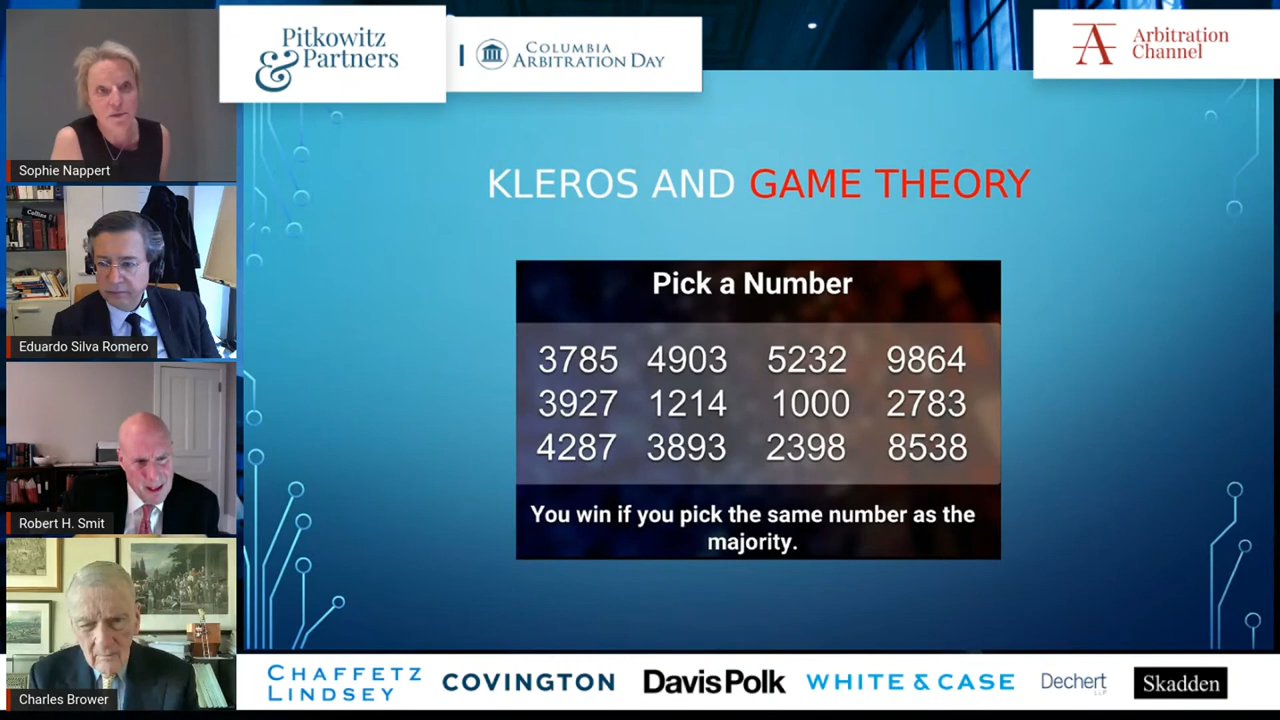 Pitkowitz
& Partners
COLUMBIA
ARBITRATION DAY
Arbitration
Channel
Sophie Nappert
Eduardo Silva Romero
Robert H. Smit
Charles Brower
KLEROS AND GAME THEORY
Pick a Number
3785 4903 5232 9864
3927 1214 1000 2783
4287 3893 2398 8538
You win if you pick the same number as the
majority.
CHAFFETZ
LINDSEY
COVINGTON
Davis Polk
WHITE & CASE
Dechert
LLP
Skadden
Collins